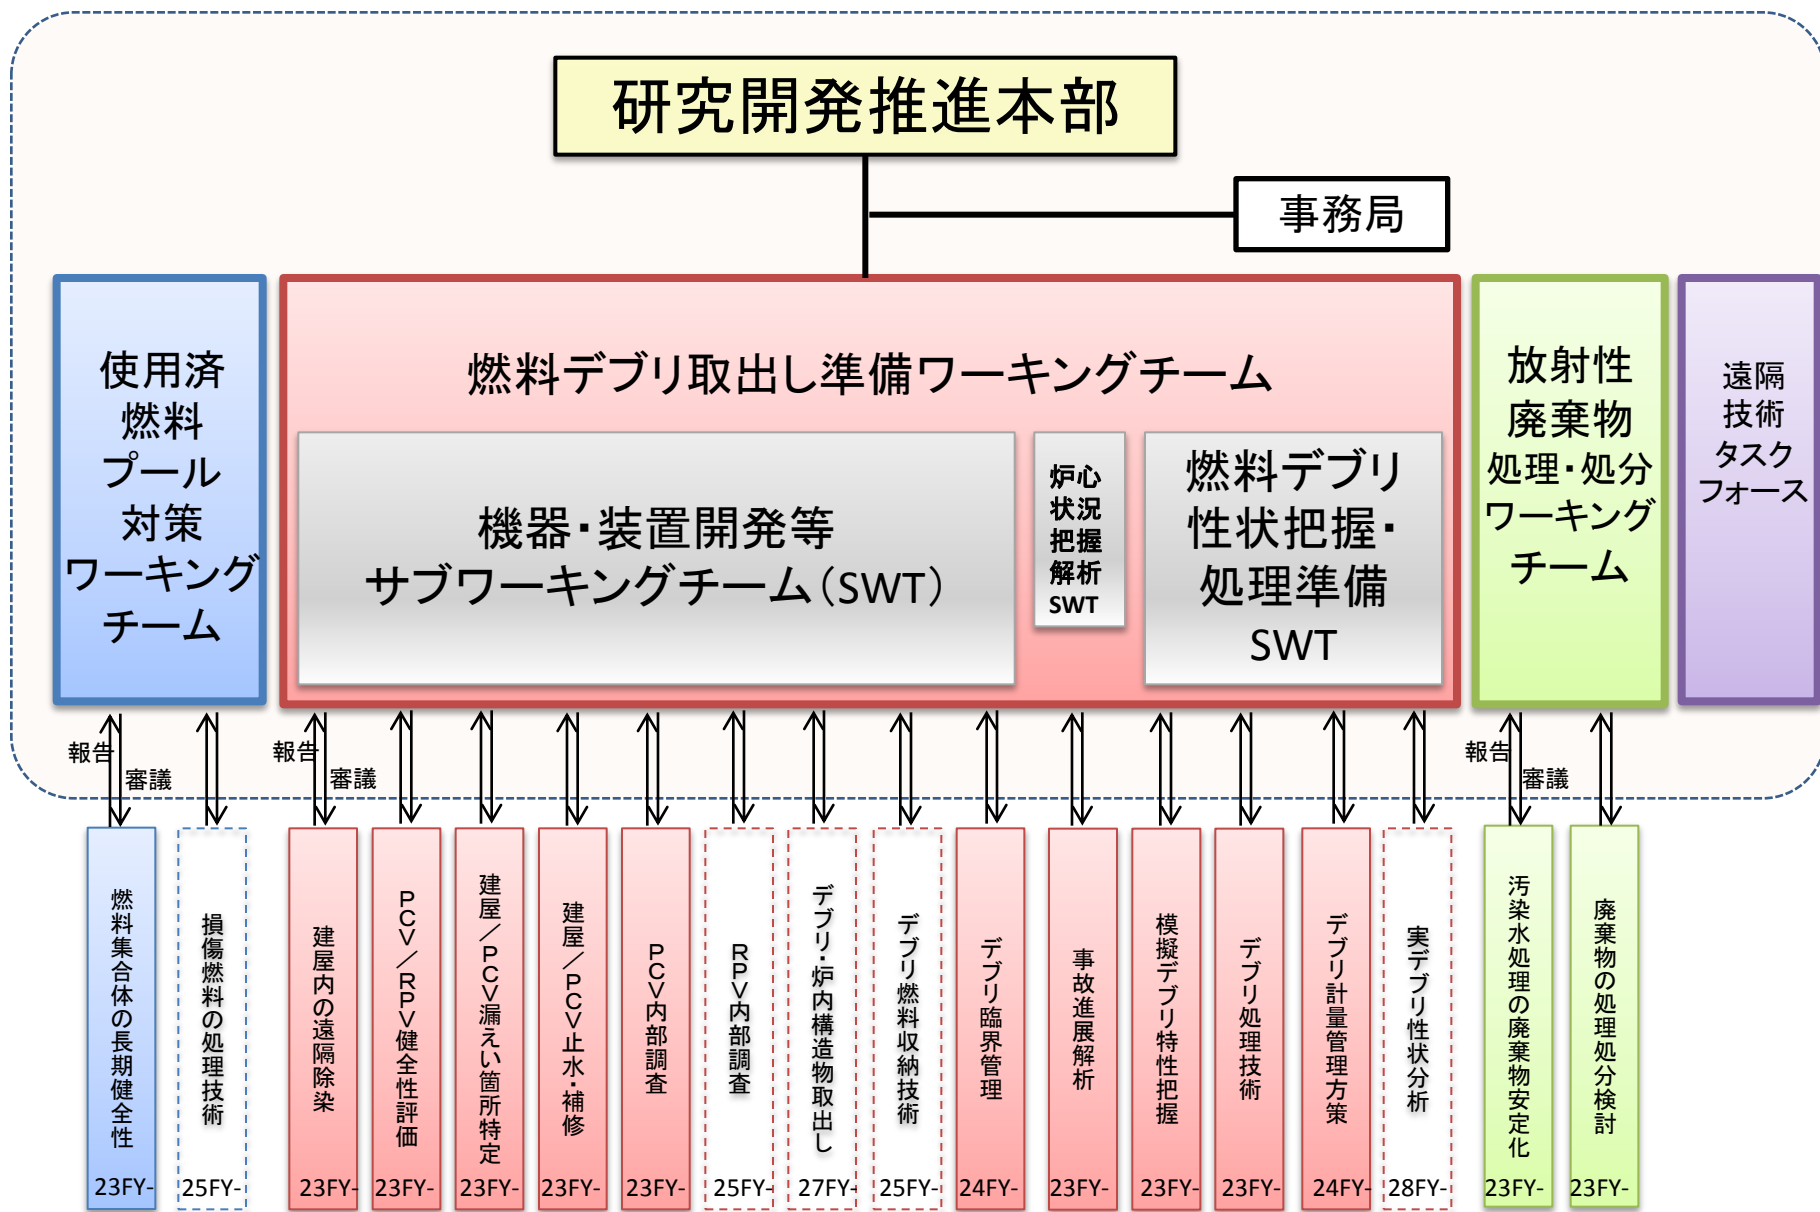 研究開発推進本部
事務局
使用済
燃料
プール
対策
ワーキング
チーム
燃料デブリ取出し準備ワーキングチーム
機器・装置開発等
サブワーキングチーム（SWT）
炉心
状況
把握
解析
SWT
燃料デブリ
性状把握・
処理準備
SWT
放射性
廃棄物
処理・処分
ワーキング
チーム
遠隔
技術
タスク
フォース
報告
審議
報告
審議
報告
審議
燃料集合体の長期健全性
23FY-
損傷燃料の処理技術
25FY-
建屋内の遠隔除染
23FY-
ＰＣＶ／ＲＰＶ健全性評価
23FY-
建屋／ＰＣＶ漏えい箇所特定
23FY-
建屋／ＰＣＶ止水・補修
23FY-
ＰＣＶ内部調査
23FY-
ＲＰＶ内部調査
25FY-
デブリ・炉内構造物取出し
27FY-
デブリ燃料収納技術
25FY-
デブリ臨界管理
24FY-
事故進展解析
23FY-
模擬デブリ特性把握
23FY-
デブリ処理技術
23FY-
デブリ計量管理方策
24FY-
実デブリ性状分析
28FY-
汚染水処理の廃棄物安定化
23FY-
廃棄物の処理処分検討
23FY-